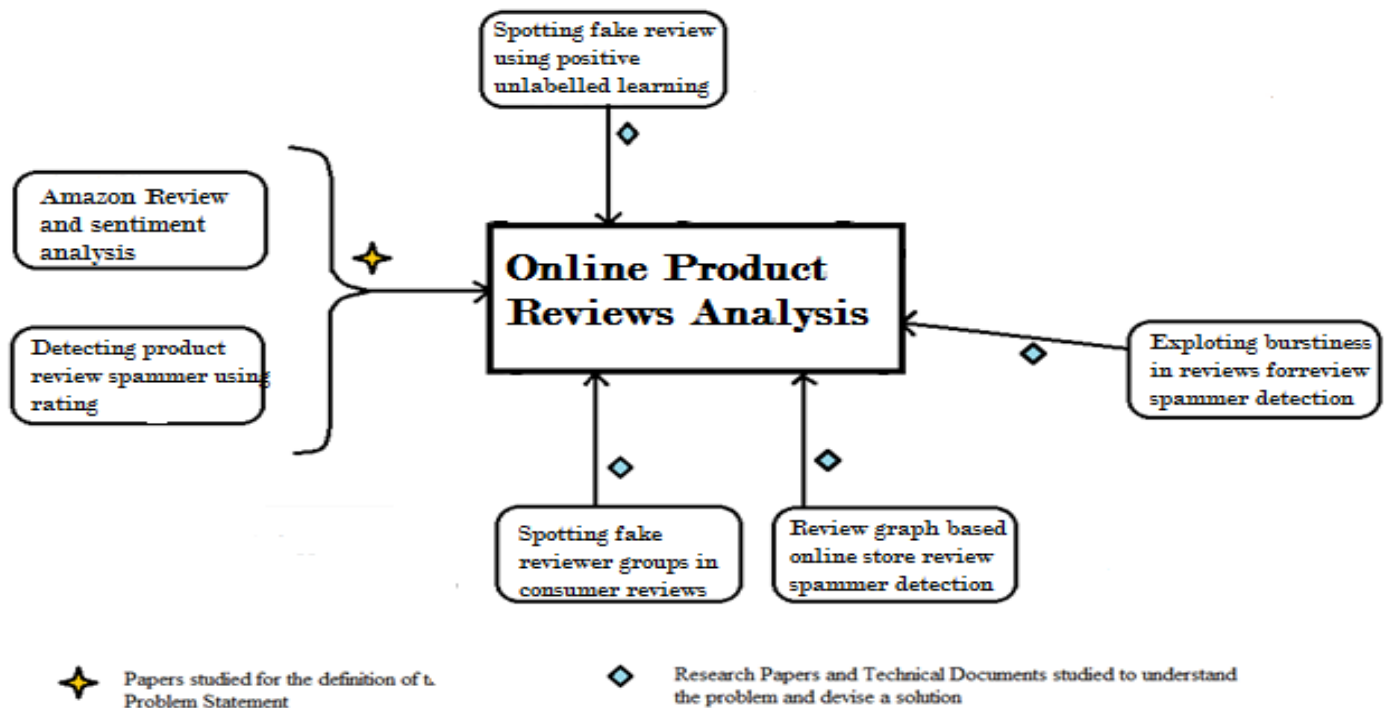 Spotting fake review
using positive
unlabelled learning
Amazon Review
and sentiment
analysis
Detecting product
review spammer using
rating
Online Product
Reviews Analysis
Exploting burstiness
in reviews forreview
spammer detection
Spotting fake
reviewer groups in
consumer reviews
Review graph based
online store review
spammer detection
Papers studied for the definition of
Problem Statement
Research Papers and Technical Documents studied to understand
the problem and devise a solution